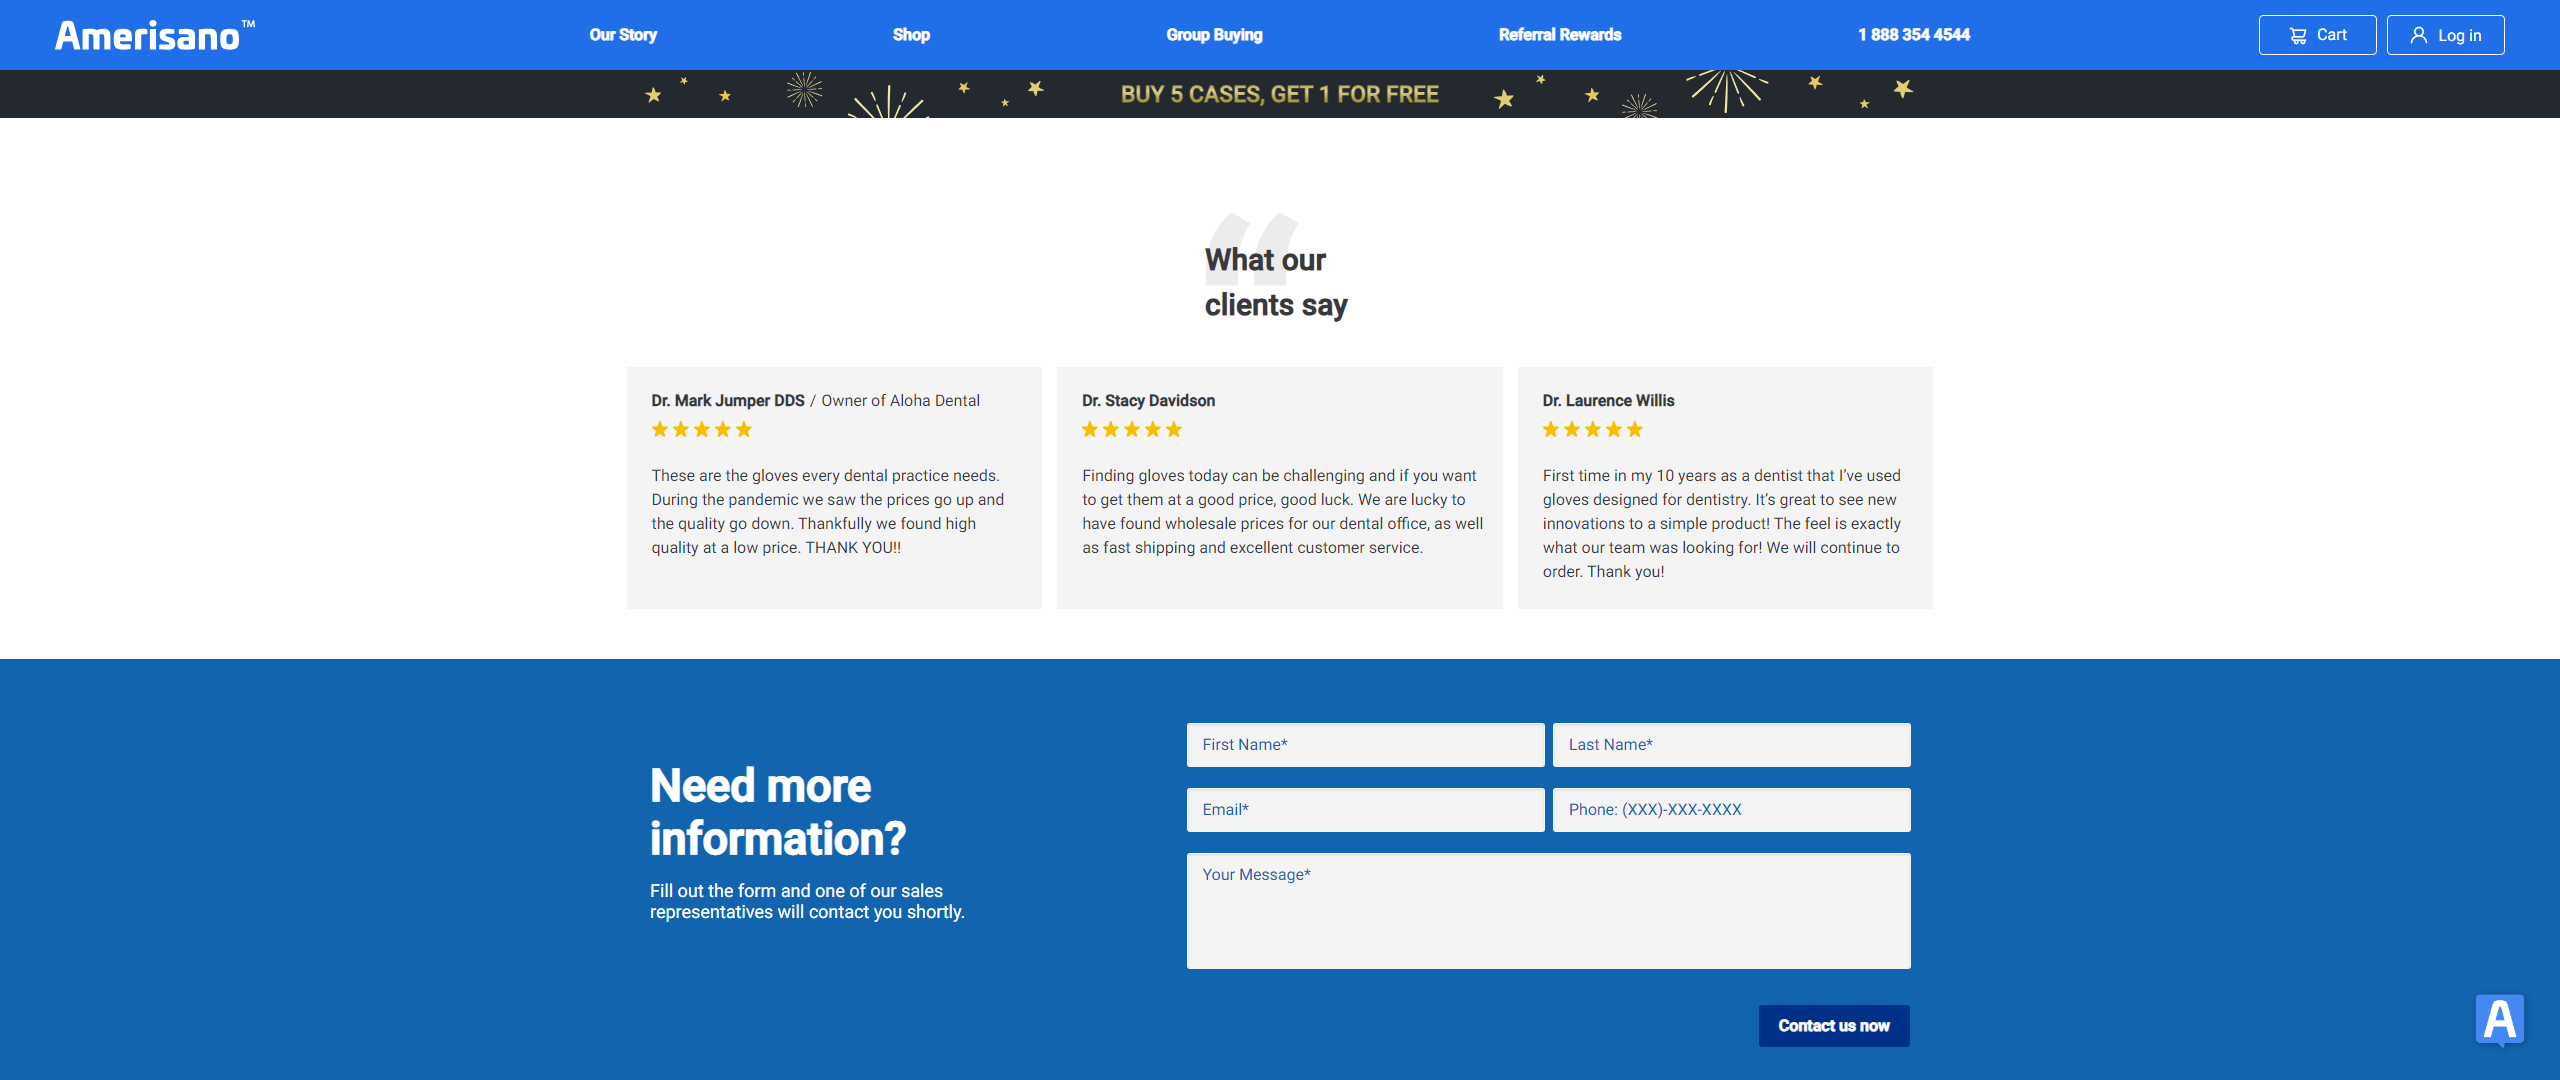 Amerisano™
Our Story
Shop
Group Buying
Referral Rewards
1 888 354 4544
Cart
Log in
BUY 5 CASES, GET 1 FOR FREE
“
What our
clients say
Dr. Mark Jumper DDS / Owner of Aloha Dental
These are the gloves every dental practice needs.
During the pandemic we saw the prices go up and
the quality go down. Thankfully we found high
quality at a low price. THANK YOU!!
Dr. Stacy Davidson
Finding gloves today can be challenging and if you want
to get them at a good price, good luck. We are lucky to
have found wholesale prices for our dental office, as well
as fast shipping and excellent customer service.
Dr. Laurence Willis
First time in my 10 years as a dentist that I’ve used
gloves designed for dentistry. It’s great to see new
innovations to a simple product! The feel is exactly
what our team was looking for! We will continue to
order. Thank you!
Need more
information?
Fill out the form and one of our sales
representatives will contact you shortly.
First Name*
Last Name*
Email*
Phone: (XXX)-XXX-XXXX
Your Message*
Contact us now
A